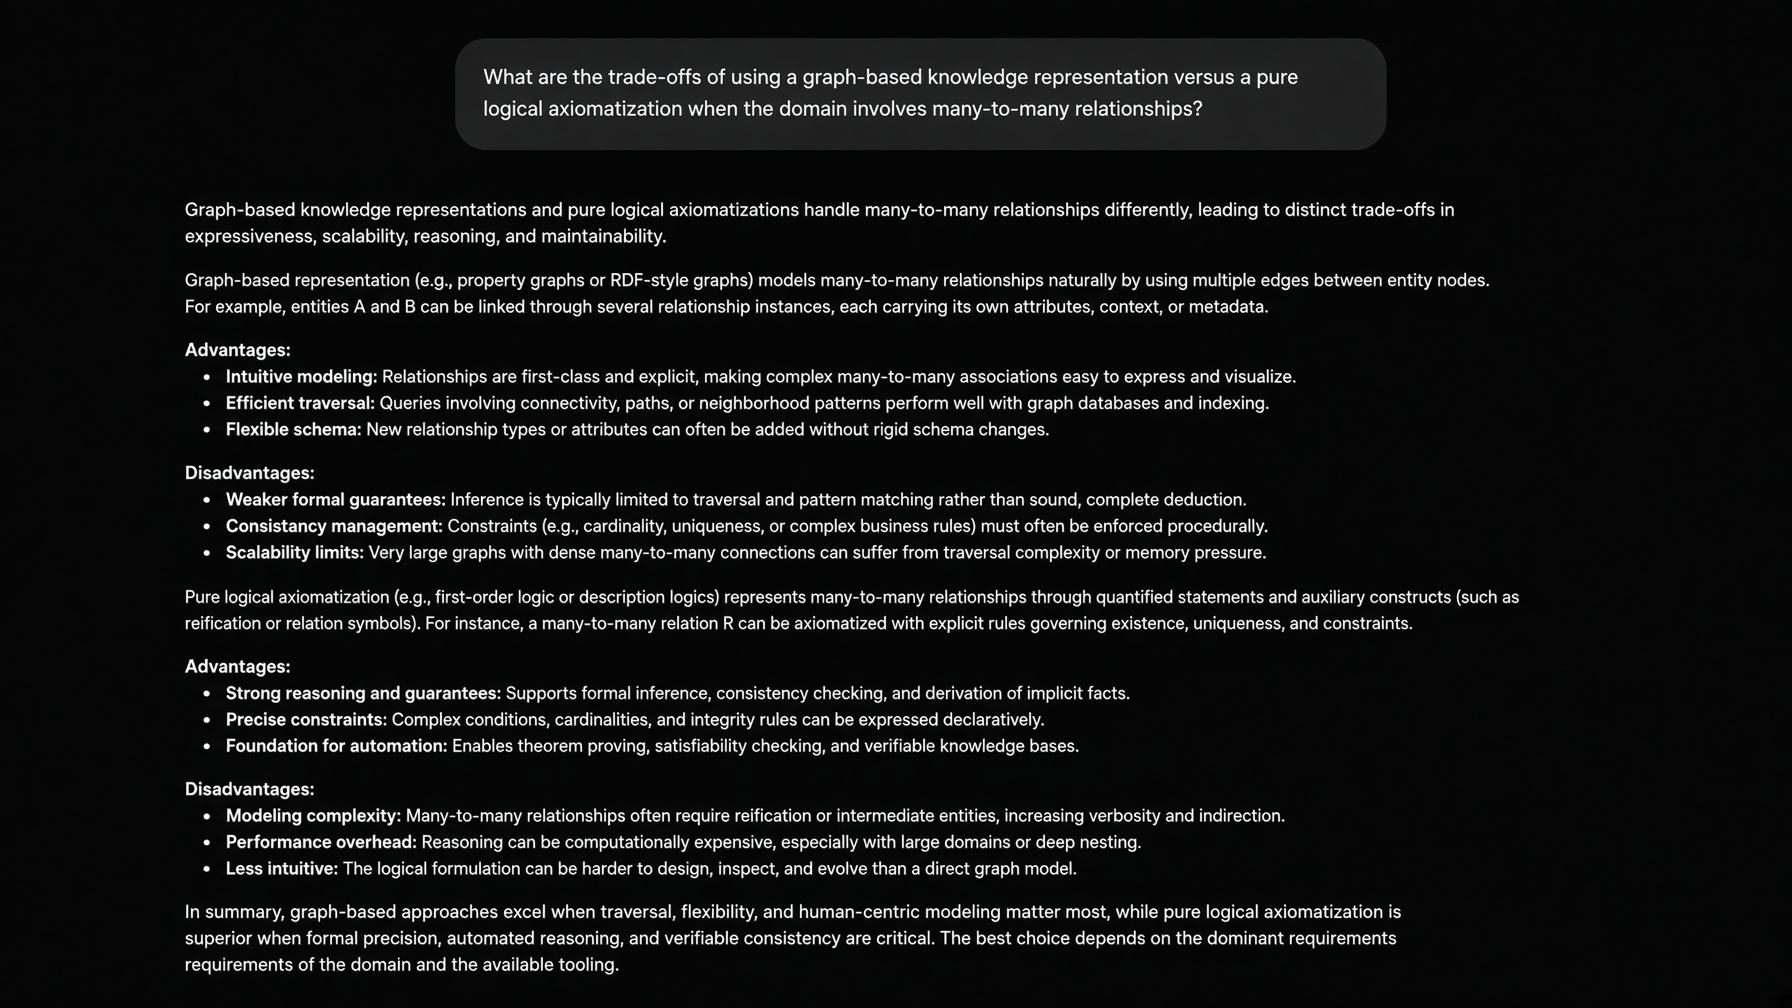 What are the trade-offs of using a graph-based knowledge representation versus a pure
logical axiomatization when the domain involves many-to-many relationships?
Graph-based knowledge representations and pure logical axiomatizations handle many-to-many relationships differently, leading to distinct trade-offs in
expressiveness, scalability, reasoning, and maintainability.
Graph-based representation (e.g., property graphs or RDF-style graphs) models many-to-many relationships naturally by using multiple edges between entity nodes.
For example, entities A and B can be linked through several relationship instances, each carrying its own attributes, context, or metadata.
Advantages:
• Intuitive modeling: Relationships are first-class and explicit, making complex many-to-many associations easy to express and visualize.
• Efficient traversal: Queries involving connectivity, paths, or neighborhood patterns perform well with graph databases and indexing.
• Flexible schema: New relationship types or attributes can often be added without rigid schema changes.
Disadvantages:
• Weaker formal guarantees: Inference is typically limited to traversal and pattern matching rather than sound, complete deduction.
• Consistancy management: Constraints (e.g., cardinality, uniqueness, or complex business rules) must often be enforced procedurally.
• Scalability limits: Very large graphs with dense many-to-many connections can suffer from traversal complexity or memory pressure.
Pure logical axiomatization (e.g., first-order logic or description logics) represents many-to-many relationships through quantified statements and auxiliary constructs (such as
reification or relation symbols). For instance, a many-to-many relation R can be axiomatized with explicit rules governing existence, uniqueness, and constraints.
Advantages:
• Strong reasoning and guarantees: Supports formal inference, consistency checking, and derivation of implicit facts.
• Precise constraints: Complex conditions, cardinalities, and integrity rules can be expressed declaratively.
• Foundation for automation: Enables theorem proving, satisfiability checking, and verifiable knowledge bases.
Disadvantages:
• Modeling complexity: Many-to-many relationships often require reification or intermediate entities, increasing verbosity and indirection.
• Performance overhead: Reasoning can be computationally expensive, especially with large domains or deep nesting.
• Less intuitive: The logical formulation can be harder to design, inspect, and evolve than a direct graph model.
In summary, graph-based approaches excel when traversal, flexibility, and human-centric modeling matter most, while pure logical axiomatization is
superior when formal precision, automated reasoning, and verifiable consistency are critical. The best choice depends on the dominant requirements
requirements of the domain and the available tooling.